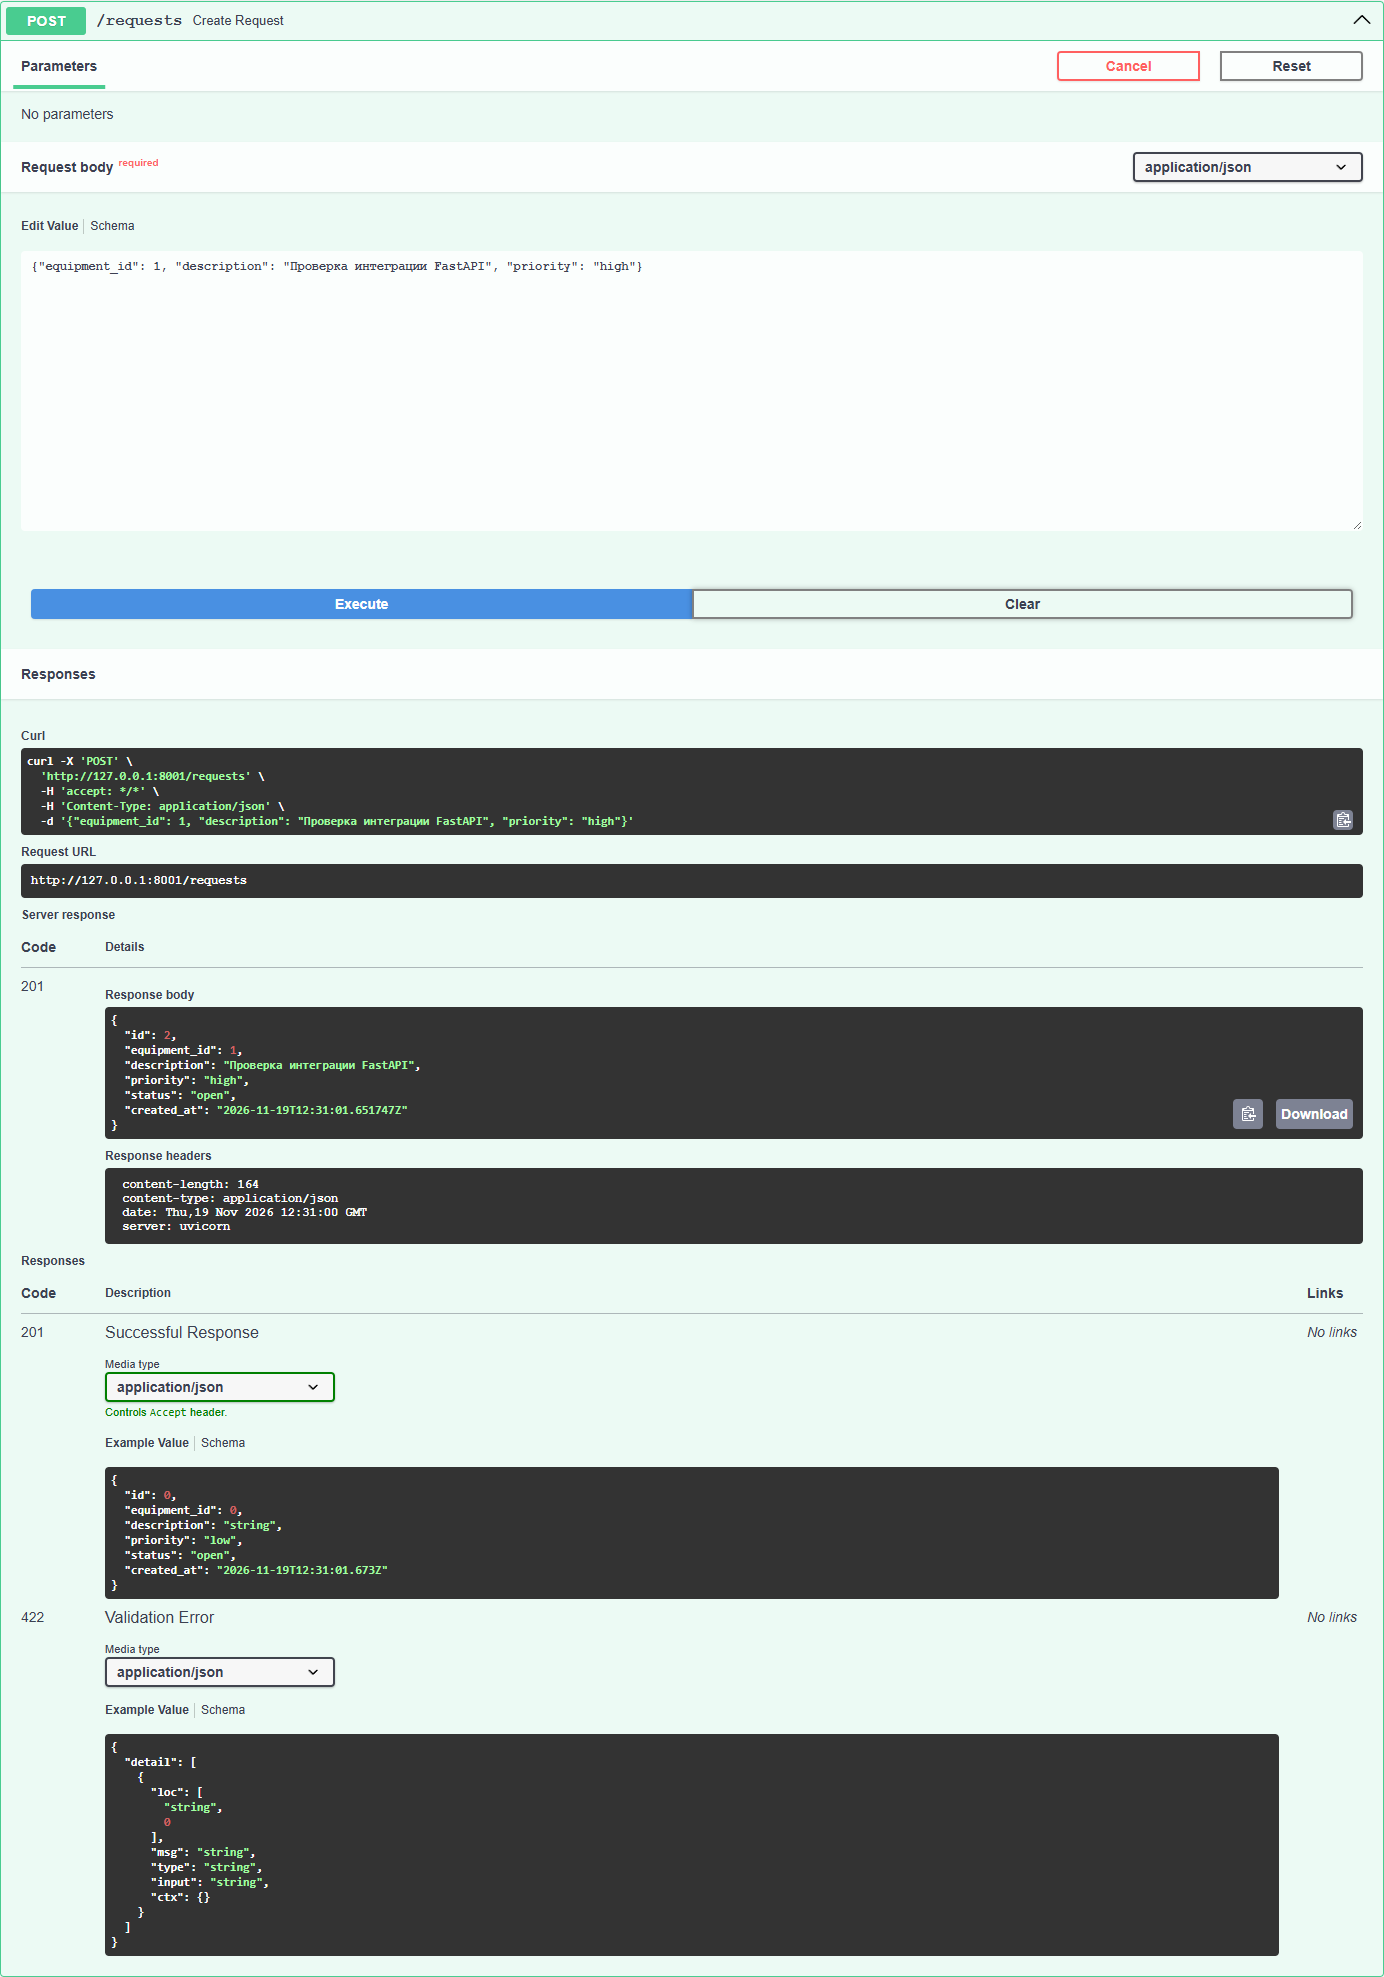 POST /requests Create Request
Parameters
Cancel
Reset
No parameters
Request body required
application/json
Edit Value | Schema
{"equipment_id": 1, "description": "Проверка интеграции FastAPI", "priority": "high"}
Execute
Clear
Responses
Curl
curl -X 'POST' \
  'http://127.0.0.1:8001/requests' \
  -H 'accept: */*' \
  -H 'Content-Type: application/json' \
  -d '{"equipment_id": 1, "description": "Проверка интеграции FastAPI", "priority": "high"}'
Request URL
http://127.0.0.1:8001/requests
Server response
Code Details
201
Response body
{
  "id": 2,
  "equipment_id": 1,
  "description": "Проверка интеграции FastAPI",
  "priority": "high",
  "status": "open",
  "created_at": "2026-11-19T12:31:01.651747Z"
}
Download
Response headers
content-length: 164
content-type: application/json
date: Thu,19 Nov 2026 12:31:00 GMT
server: uvicorn
Responses
Code Description Links
201 Successful Response No links
Media type
application/json
Controls Accept header.
Example Value | Schema
{
  "id": 0,
  "equipment_id": 0,
  "description": "string",
  "priority": "low",
  "status": "open",
  "created_at": "2026-11-19T12:31:01.673Z"
}
422 Validation Error No links
Media type
application/json
Example Value | Schema
{
  "detail": [
    {
      "loc": [
        "string",
        0
      ],
      "msg": "string",
      "type": "string",
      "input": "string",
      "ctx": {}
    }
  ]
}